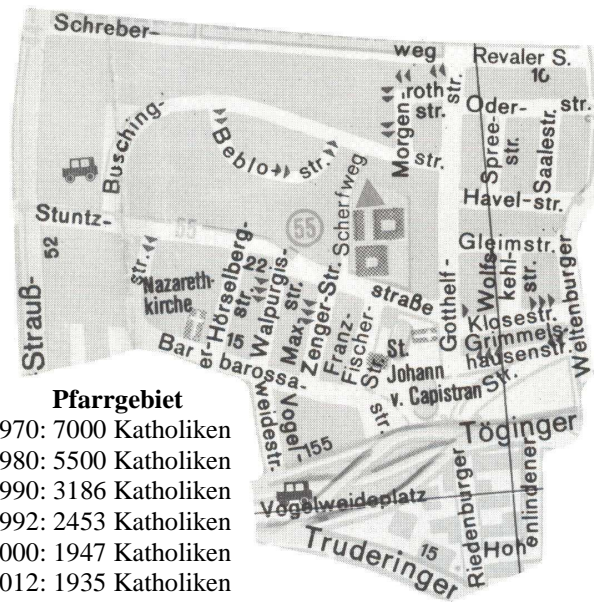 Schreber-
weg
Revaler S.
10
Morgen
roth
str.
str.
Oder-
str.
Busching-
Beblo
str.
str.
Spree-
str.
Saalestr.
Scherfweg
Havel-str.
Stuntz-
55
55
Gleimstr.
52
str.
Nazareth-
kirche
22
straße
Gotthelf-
Wolfs
kehl-
str.
Weltenburger
Strauß-
er-Hörselberg-
str.
15
Walpurgis-
str.
Max-
Zenger-Str.
Franz-
Fischer-
Str.
Klosestr.
Grimmels-
hausenstr.
Bar
barossa-
St.
Johann
v. Capistran
Str.
str.
Vogel-
weidestr.
155
Töginger
Pfarrgebiet
970: 7000 Katholiken
980: 5500 Katholiken
990: 3186 Katholiken
992: 2453 Katholiken
000: 1947 Katholiken
012: 1935 Katholiken
Vogelweideplatz
Truderinger
15
Riedenburger
Hoh
enlindener